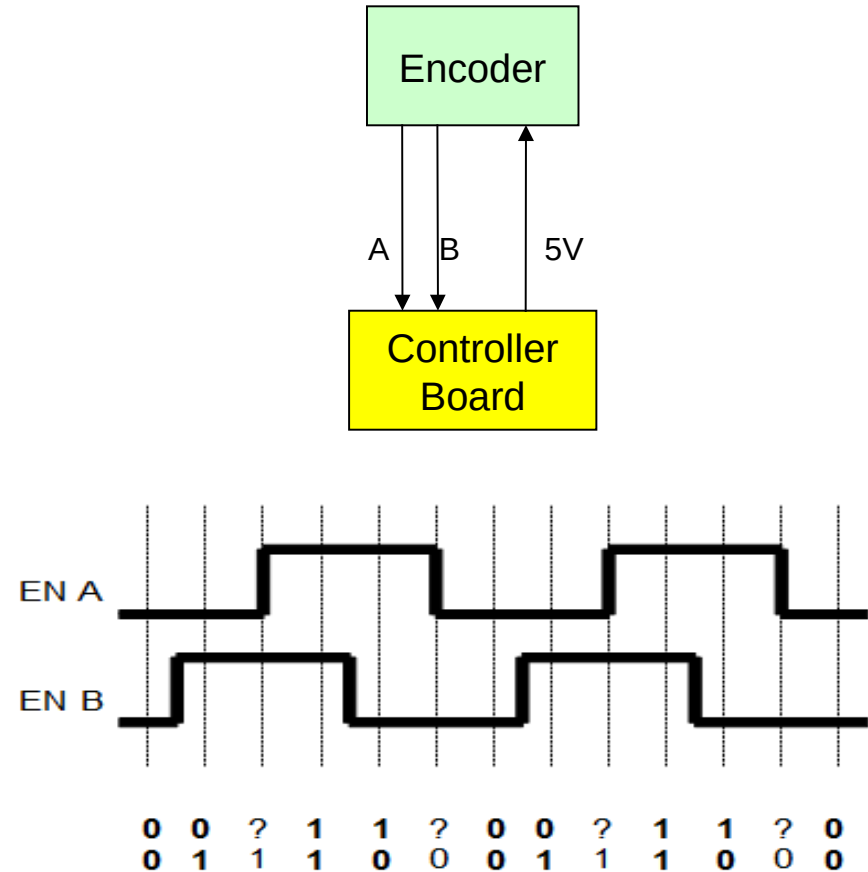 Encoder
A B 5V
Controller
Board
EN A
EN B
0 0 ? 1 1 ? 0 0 ? 1 1 ? 0
0 1 1 1 0 0 0 1 1 1 0 0 0